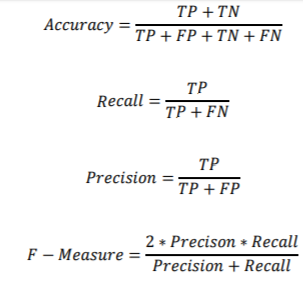 Accuracy = TP + TN / TP + FP + TN + FN
Recall = TP / TP + FN
Precision = TP / TP + FP
F − Measure = 2 * Precison * Recall / Precision + Recall